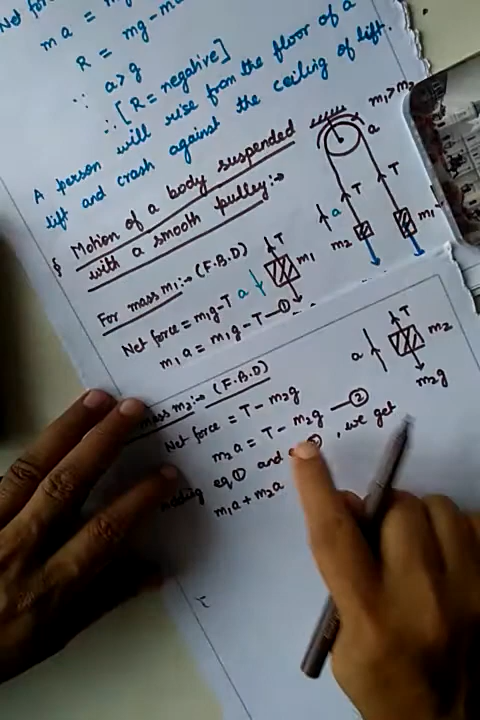 Net for
ma = m
R = mg - m
∵ a > g
∴ [R = negative]
A person will rise from the floor of a
lift and crash against the ceiling of lift.
§ Motion of a body suspended
with a smooth pulley:→
m1 > m2
a
T
T
a
m2
m1
For mass m1:→ (F.B.D)
T
a
m1
Net force = m1g - T
m1a = m1g - T —①
mass m2:→ (F.B.D)
T
a
m2
m2g
Net force = T - m2g
m2a = T - m2g —②
eq ① and , we get
m1a + m2a